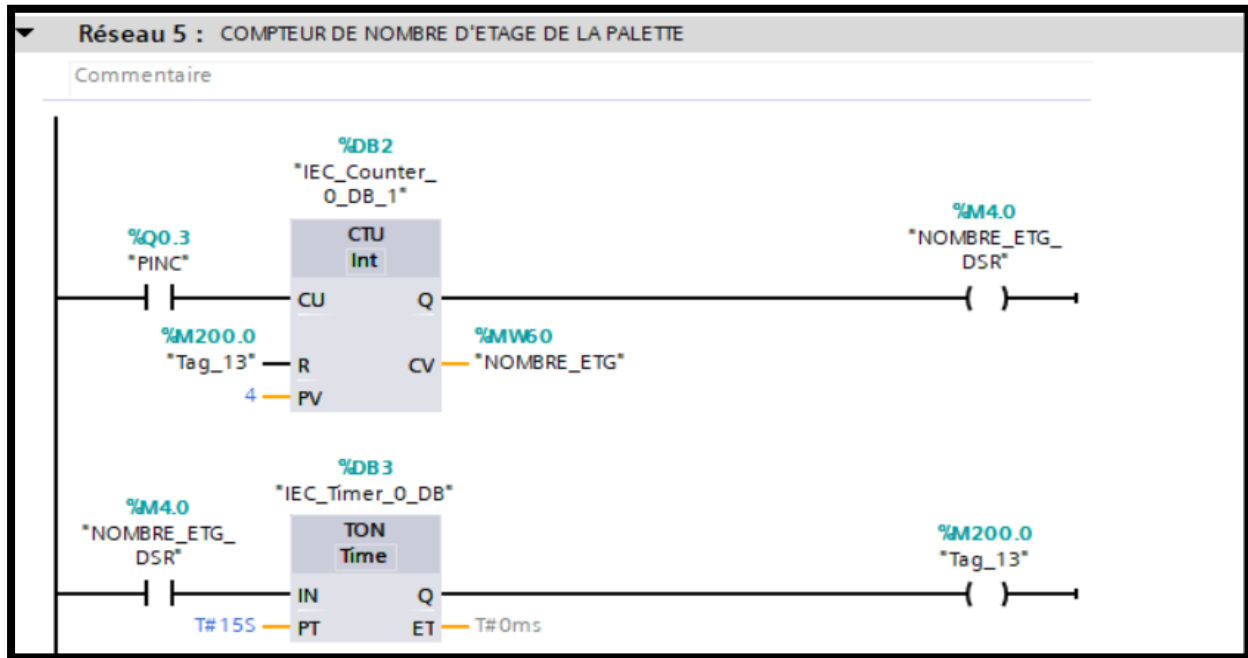 Réseau 5 : COMPTEUR DE NOMBRE D'ETAGE DE LA PALETTE
Commentaire
%DB2
"IEC_Counter_
0_DB_1"
%Q0.3
"PINC"
CTU
Int
%M4.0
"NOMBRE_ETG_
DSR"
CU
Q
%M200.0
"Tag_13"
R
%MW60
CV
"NOMBRE_ETG"
4
PV
%DB3
"IEC_Timer_0_DB"
%M4.0
"NOMBRE_ETG_
DSR"
TON
Time
%M200.0
"Tag_13"
IN
Q
T#15S
PT
ET
T#0ms